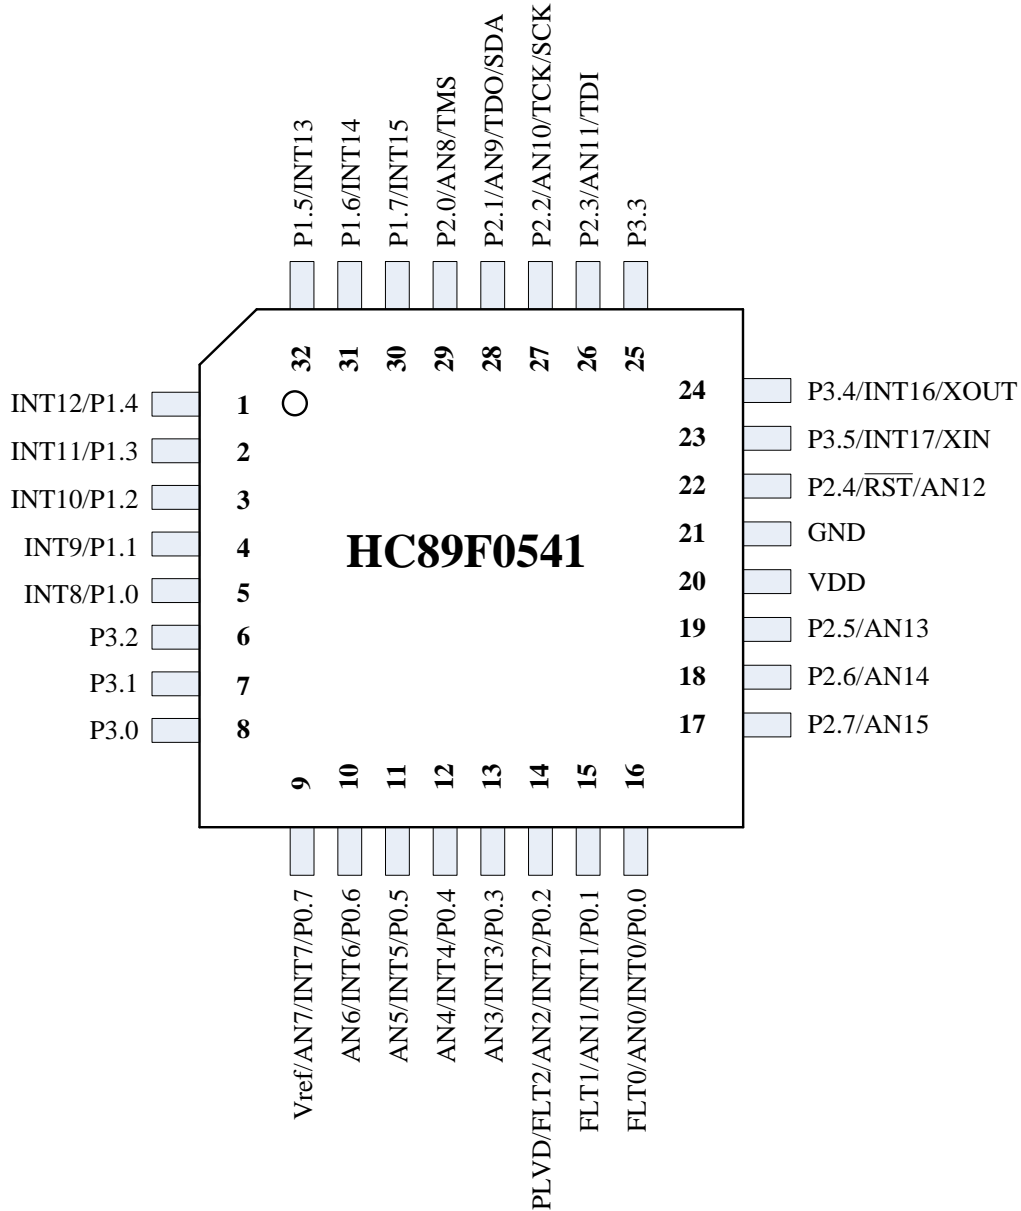 P1.5/INT13
P1.6/INT14
P1.7/INT15
P2.0/AN8/TMS
P2.1/AN9/TDO/SDA
P2.2/AN10/TCK/SCK
P2.3/AN11/TDI
P3.3
32
31
30
29
28
27
26
25
INT12/P1.4
1
INT11/P1.3
2
INT10/P1.2
3
INT9/P1.1
4
INT8/P1.0
5
P3.2
6
P3.1
7
P3.0
8
HC89F0541
24
P3.4/INT16/XOUT
23
P3.5/INT17/XIN
22
P2.4/R̅S̅T̅/AN12
21
GND
20
VDD
19
P2.5/AN13
18
P2.6/AN14
17
P2.7/AN15
9
10
11
12
13
14
15
16
Vref/AN7/INT7/P0.7
AN6/INT6/P0.6
AN5/INT5/P0.5
AN4/INT4/P0.4
AN3/INT3/P0.3
PLVD/FLT2/AN2/INT2/P0.2
FLT1/AN1/INT1/P0.1
FLT0/AN0/INT0/P0.0